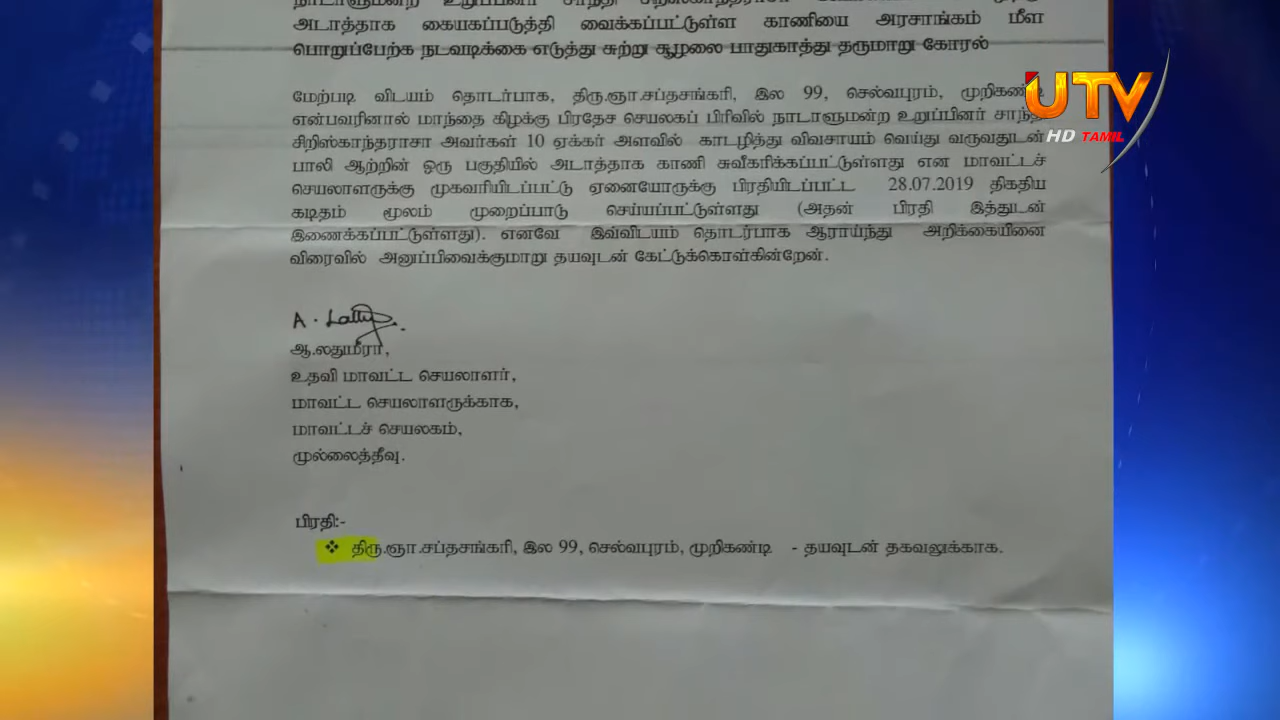 நாடாளுமன்ற உறுப்பினர் சாந்தி
அடாத்தாக கையகப்படுத்தி வைக்கப்பட்டுள்ள காணியை அரசாங்கம் மீள
பொறுப்பேற்க நடவடிக்கை எடுத்து சுற்று சூழலை பாதுகாத்து தருமாறு கோரல்
மேற்படி விடயம் தொடர்பாக, திரு.ஞா.சப்தசங்கரி, இல 99, செல்வபுரம், முறிகண்டி
என்பவரினால் மாந்தை கிழக்கு பிரதேச செயலகப் பிரிவில் நாடாளுமன்ற உறுப்பினர் சாந்தி
சிறிஸ்காந்தராசா அவர்கள் 10 ஏக்கர் அளவில் காடழித்து விவசாயம் வெய்து வருவதுடன்
பாலி ஆற்றின் ஒரு பகுதியில் அடாத்தாக காணி சுவீகரிக்கப்பட்டுள்ளது என மாவட்டச்
செயலாளருக்கு முகவரியிடப்பட்டு ஏனையோருக்கு பிரதியிடப்பட்ட 28.07.2019 திகதிய
கடிதம் மூலம் முறைப்பாடு செய்யப்பட்டுள்ளது (அதன் பிரதி இத்துடன்
இணைக்கப்பட்டுள்ளது). எனவே இவ்விடயம் தொடர்பாக ஆராய்ந்து அறிக்கையினை
விரைவில் அனுப்பிவைக்குமாறு தயவுடன் கேட்டுக்கொள்கின்றேன்.
A.
ஆ.லதுமீரா,
உதவி மாவட்ட செயலாளர்,
மாவட்ட செயலாளருக்காக,
மாவட்டச் செயலகம்,
முல்லைத்தீவு.
பிரதி:-
❖ திரு.ஞா.சப்தசங்கரி, இல 99, செல்வபுரம், முறிகண்டி - தயவுடன் தகவலுக்காக.
UTV
HD TAMIL